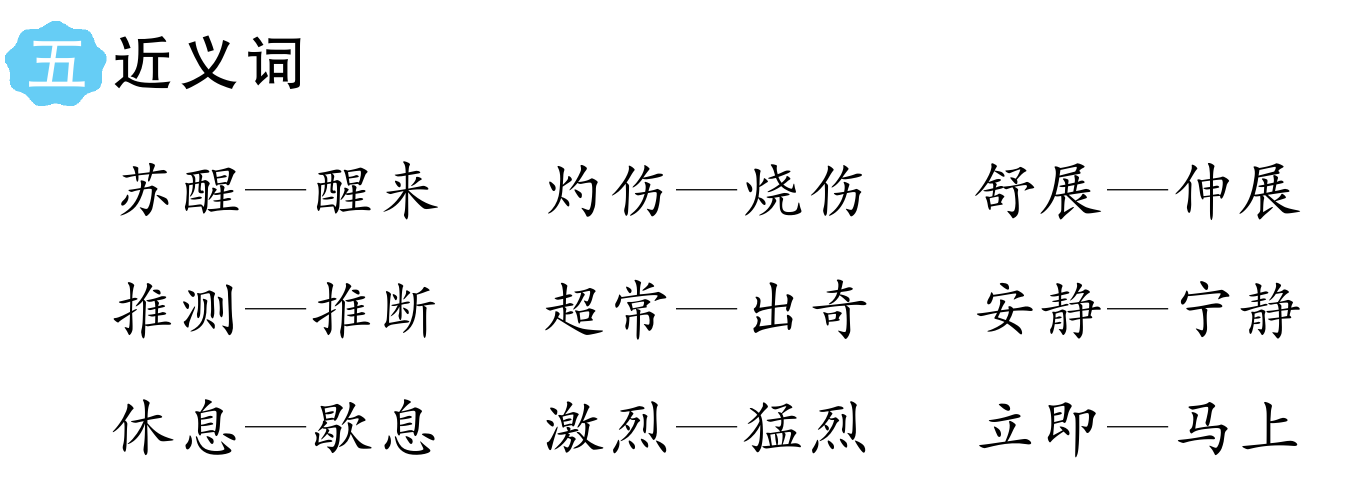 五 近义词
苏醒—醒来 灼伤—烧伤 舒展—伸展
推测—推断 超常—出奇 安静—宁静
休息—歇息 激烈—猛烈 立即—马上